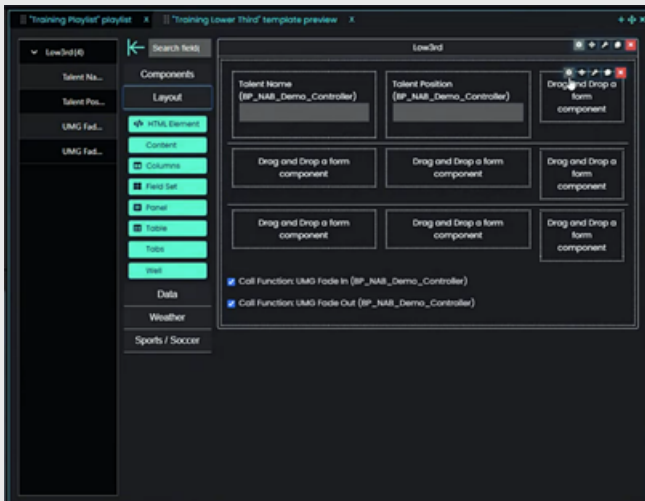 "Training Playlist" playlist X
"Training Lower Third" template preview X
Low3rd (4)
Talent Na...
Talent Pos...
UMG Fad...
UMG Fad...
Search field(s
Components
Layout
HTML Element
Content
Columns
Field Set
Panel
Table
Tabs
Well
Data
Weather
Sports / Soccer
Low3rd
Talent Name
(BP_NAB_Demo_Controller)
Talent Position
(BP_NAB_Demo_Controller)
Drag and Drop a
form
component
Drag and Drop a form
component
Drag and Drop a form
component
Drag and Drop a
form
component
Drag and Drop a form
component
Drag and Drop a form
component
Drag and Drop a
form
component
Call Function: UMG Fade In (BP_NAB_Demo_Controller)
Call Function: UMG Fade Out (BP_NAB_Demo_Controller)